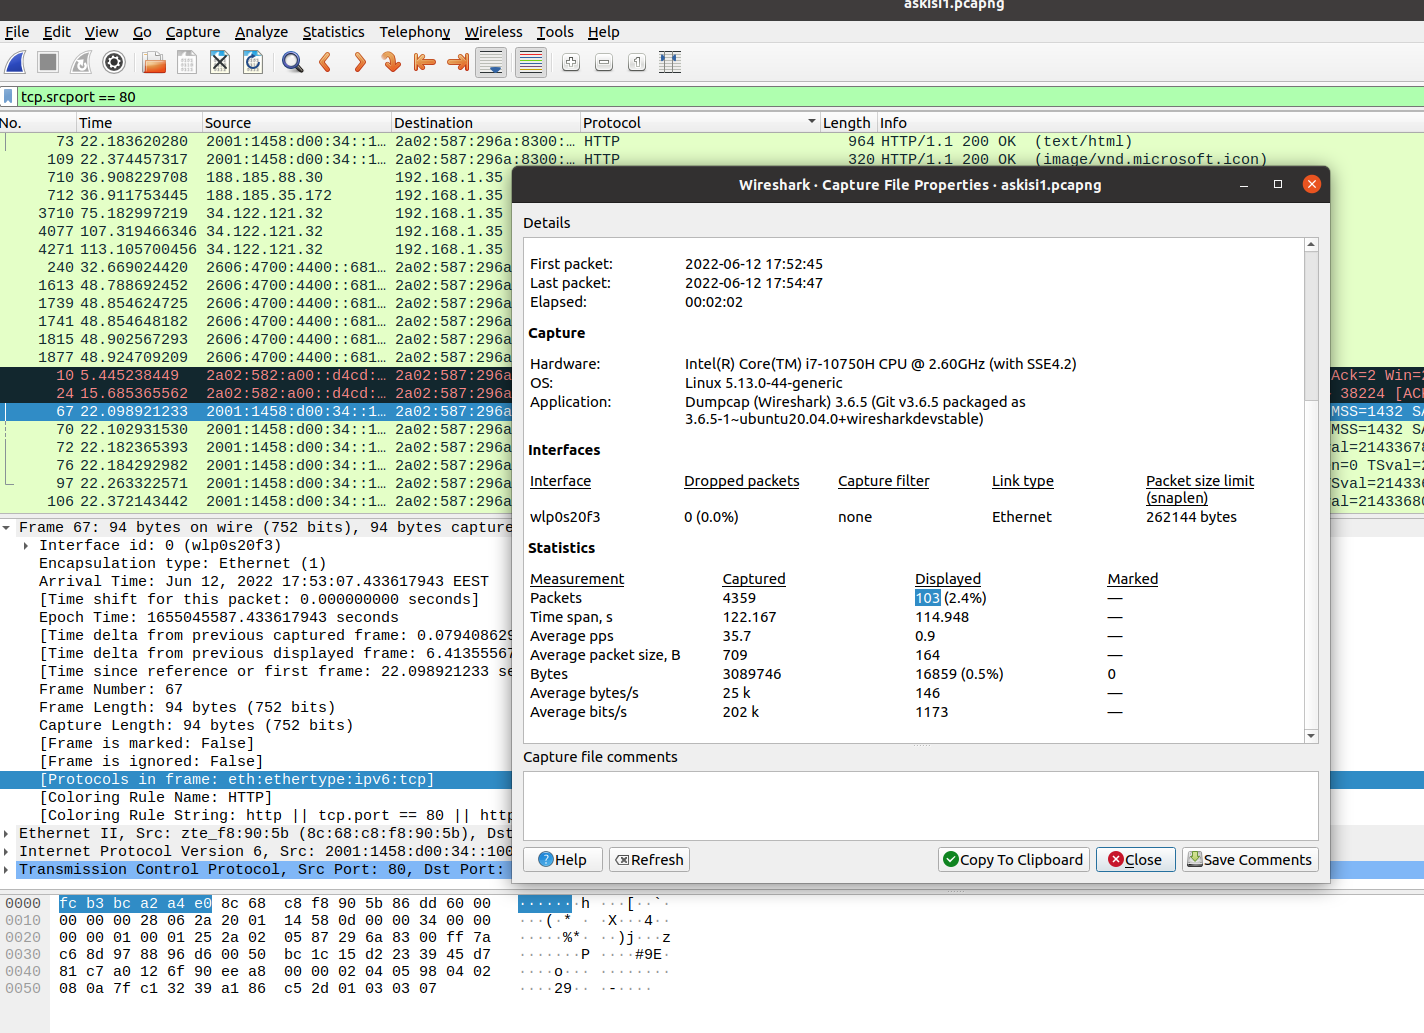 askisi1.pcapng
File Edit View Go Capture Analyze Statistics Telephony Wireless Tools Help
tcp.srcport == 80
No. Time Source Destination Protocol Length Info
73 22.183620280 2001:1458:d00:34::1… 2a02:587:296a:8300:… HTTP 964 HTTP/1.1 200 OK (text/html)
109 22.374457317 2001:1458:d00:34::1… 2a02:587:296a:8300:… HTTP 320 HTTP/1.1 200 OK (image/vnd.microsoft.icon)
710 36.908229708 188.185.88.30 192.168.1.35
712 36.911753445 188.185.35.172 192.168.1.35
3710 75.182997219 34.122.121.32 192.168.1.35
4077 107.319466346 34.122.121.32 192.168.1.35
4271 113.105700456 34.122.121.32 192.168.1.35
240 32.669024420 2606:4700:4400::681… 2a02:587:296a
1613 48.788692452 2606:4700:4400::681… 2a02:587:296a
1739 48.854624725 2606:4700:4400::681… 2a02:587:296a
1741 48.854648182 2606:4700:4400::681… 2a02:587:296a
1815 48.902567293 2606:4700:4400::681… 2a02:587:296a
1877 48.924709209 2606:4700:4400::681… 2a02:587:296a
10 5.445238449 2a02:582:a00::d4cd:… 2a02:587:296a Ack=2 Win=2
24 15.685365562 2a02:582:a00::d4cd:… 2a02:587:296a 38224 [ACK
67 22.098921233 2001:1458:d00:34::1… 2a02:587:296a MSS=1432 SA
70 22.102931530 2001:1458:d00:34::1… 2a02:587:296a MSS=1432 SA
72 22.182365393 2001:1458:d00:34::1… 2a02:587:296a al=21433678
76 22.184292982 2001:1458:d00:34::1… 2a02:587:296a n=0 TSval=2
97 22.263322571 2001:1458:d00:34::1… 2a02:587:296a Sval=214336
106 22.372143442 2001:1458:d00:34::1… 2a02:587:296a val=2143368
Wireshark · Capture File Properties · askisi1.pcapng
Details
First packet: 2022-06-12 17:52:45
Last packet: 2022-06-12 17:54:47
Elapsed: 00:02:02
Capture
Hardware: Intel(R) Core(TM) i7-10750H CPU @ 2.60GHz (with SSE4.2)
OS: Linux 5.13.0-44-generic
Application: Dumpcap (Wireshark) 3.6.5 (Git v3.6.5 packaged as
3.6.5-1~ubuntu20.04.0+wiresharkdevstable)
Interfaces
Interface Dropped packets Capture filter Link type Packet size limit
(snaplen)
wlp0s20f3 0 (0.0%) none Ethernet 262144 bytes
Statistics
Measurement Captured Displayed Marked
Packets 4359 103 (2.4%) —
Time span, s 122.167 114.948 —
Average pps 35.7 0.9 —
Average packet size, B 709 164 —
Bytes 3089746 16859 (0.5%) 0
Average bytes/s 25 k 146 —
Average bits/s 202 k 1173 —
Capture file comments
Help Refresh Copy To Clipboard Close Save Comments
Frame 67: 94 bytes on wire (752 bits), 94 bytes capture
Interface id: 0 (wlp0s20f3)
Encapsulation type: Ethernet (1)
Arrival Time: Jun 12, 2022 17:53:07.433617943 EEST
[Time shift for this packet: 0.000000000 seconds]
Epoch Time: 1655045587.433617943 seconds
[Time delta from previous captured frame: 0.079408629
[Time delta from previous displayed frame: 6.41355567
[Time since reference or first frame: 22.098921233 se
Frame Number: 67
Frame Length: 94 bytes (752 bits)
Capture Length: 94 bytes (752 bits)
[Frame is marked: False]
[Frame is ignored: False]
[Protocols in frame: eth:ethertype:ipv6:tcp]
[Coloring Rule Name: HTTP]
[Coloring Rule String: http || tcp.port == 80 || http
Ethernet II, Src: zte_f8:90:5b (8c:68:c8:f8:90:5b), Dst
Internet Protocol Version 6, Src: 2001:1458:d00:34::100
Transmission Control Protocol, Src Port: 80, Dst Port:
0000 fc b3 bc a2 a4 e0 8c 68 c8 f8 90 5b 86 dd 60 00 ·······h ···[··`·
0010 00 00 00 28 06 2a 20 01 14 58 0d 00 00 34 00 00 ···(·* · ·X···4··
0020 00 00 01 00 01 25 2a 02 05 87 29 6a 83 00 ff 7a ·····%*· ··)j···z
0030 c6 8d 97 88 96 d6 00 50 bc 1c 15 d2 23 39 45 d7 ·······P ····#9E·
0040 81 c7 a0 12 6f 90 ee a8 00 00 02 04 05 98 04 02 ····o··· ········
0050 08 0a 7f c1 32 39 a1 86 c5 2d 01 03 03 07 ····29·· ·-····